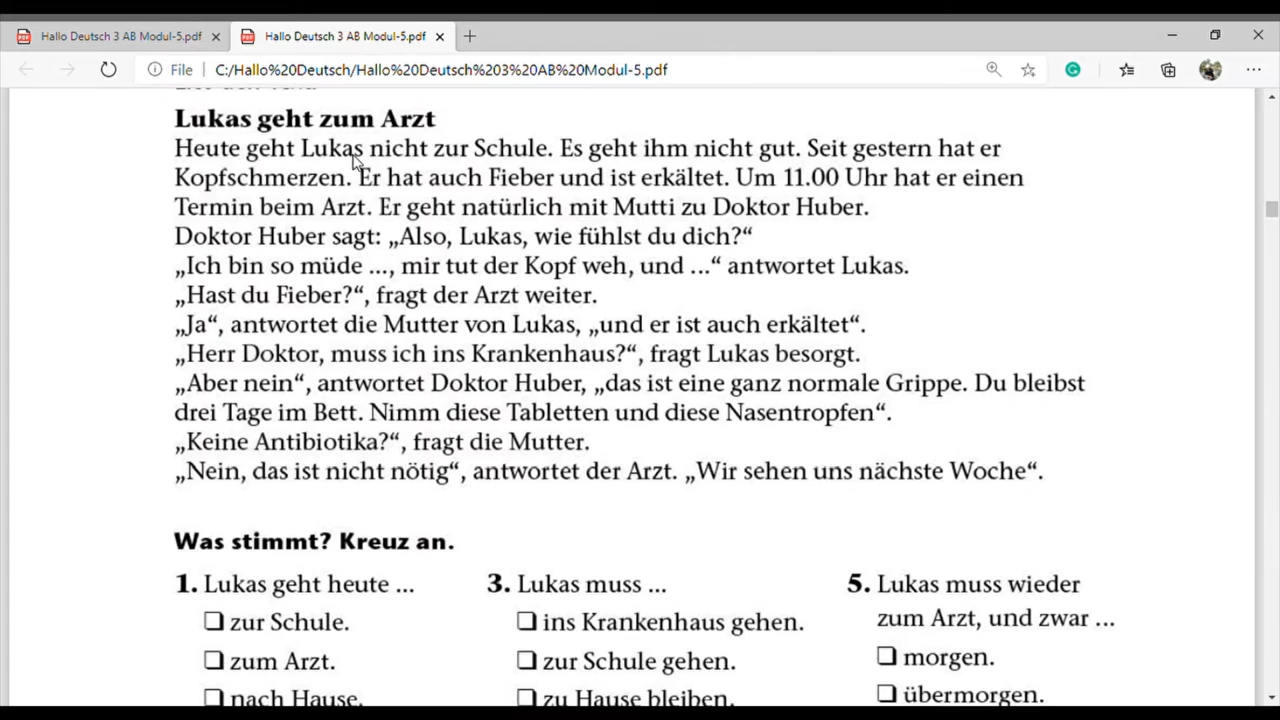 Hallo Deutsch 3 AB Modul-5.pdf
Hallo Deutsch 3 AB Modul-5.pdf
File C:/Hallo%20Deutsch/Hallo%20Deutsch%203%20AB%20Modul-5.pdf
Lukas geht zum Arzt
Heute geht Lukas nicht zur Schule. Es geht ihm nicht gut. Seit gestern hat er
Kopfschmerzen. Er hat auch Fieber und ist erkältet. Um 11.00 Uhr hat er einen
Termin beim Arzt. Er geht natürlich mit Mutti zu Doktor Huber.
Doktor Huber sagt: „Also, Lukas, wie fühlst du dich?“
„Ich bin so müde ..., mir tut der Kopf weh, und ...“ antwortet Lukas.
„Hast du Fieber?“, fragt der Arzt weiter.
„Ja“, antwortet die Mutter von Lukas, „und er ist auch erkältet“.
„Herr Doktor, muss ich ins Krankenhaus?“, fragt Lukas besorgt.
„Aber nein“, antwortet Doktor Huber, „das ist eine ganz normale Grippe. Du bleibst
drei Tage im Bett. Nimm diese Tabletten und diese Nasentropfen“.
„Keine Antibiotika?“, fragt die Mutter.
„Nein, das ist nicht nötig“, antwortet der Arzt. „Wir sehen uns nächste Woche“.
Was stimmt? Kreuz an.
1. Lukas geht heute ...
zur Schule.
zum Arzt.
nach Hause.
3. Lukas muss ...
ins Krankenhaus gehen.
zur Schule gehen.
zu Hause bleiben.
5. Lukas muss wieder
zum Arzt, und zwar ...
morgen.
übermorgen.